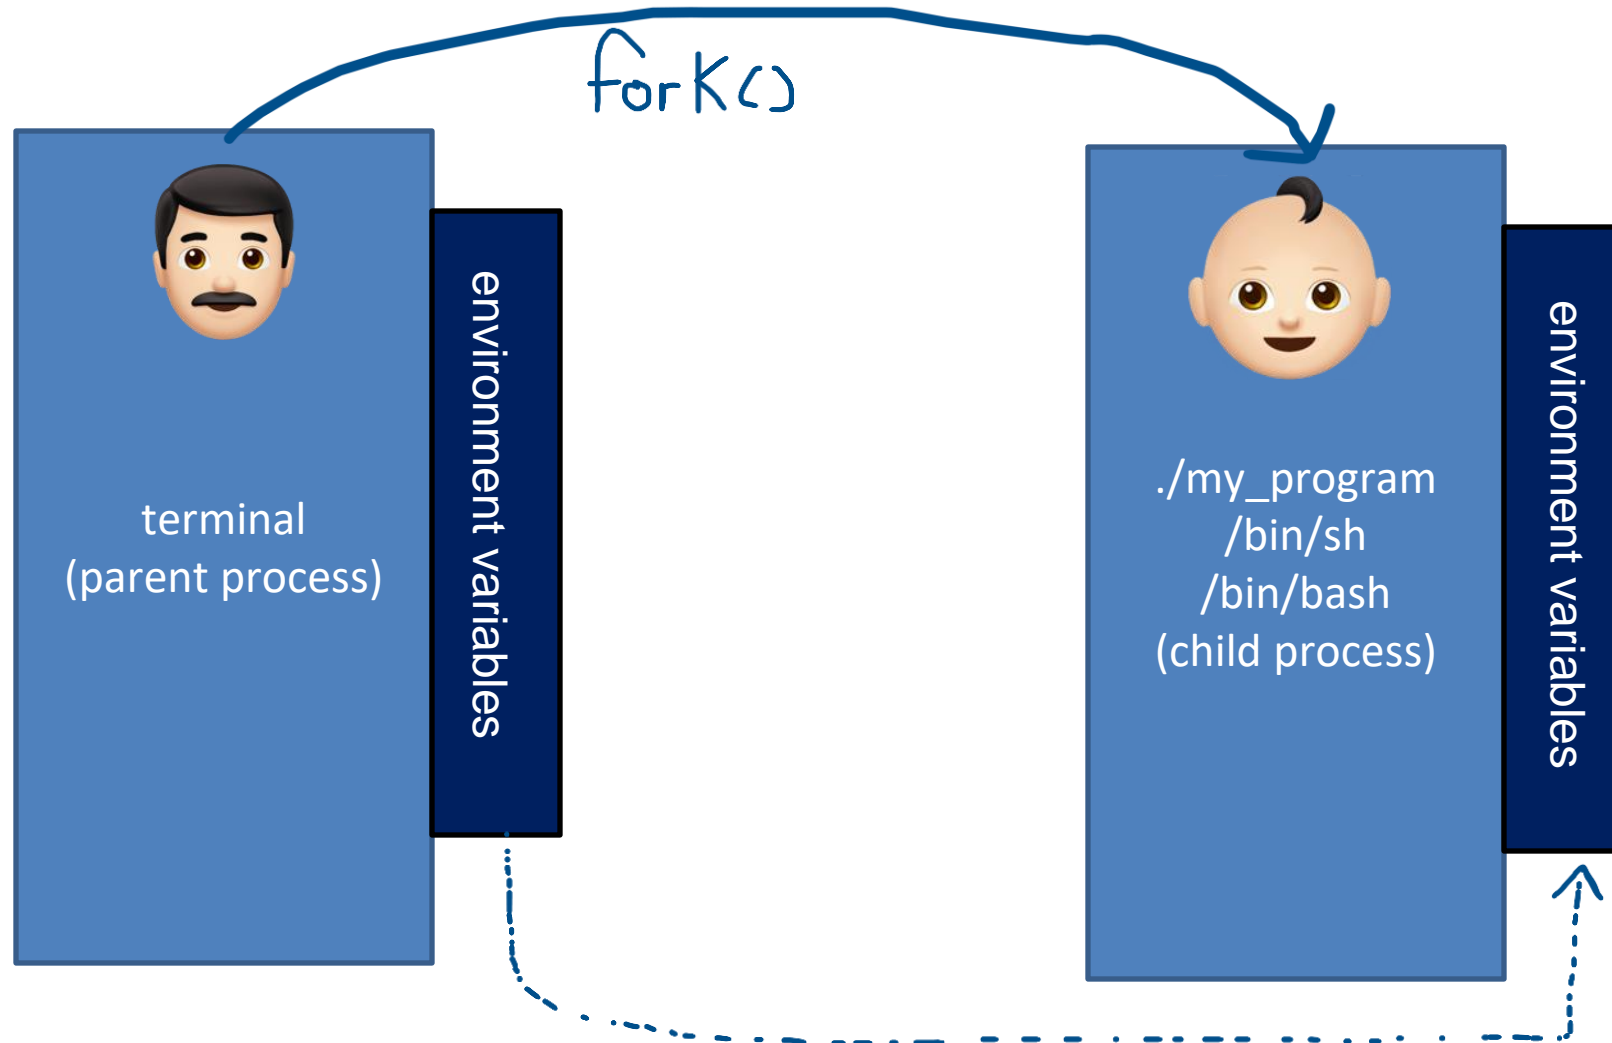 fork()
terminal
(parent process)
environment variables
./my_program
/bin/sh
/bin/bash
(child process)
environment variables